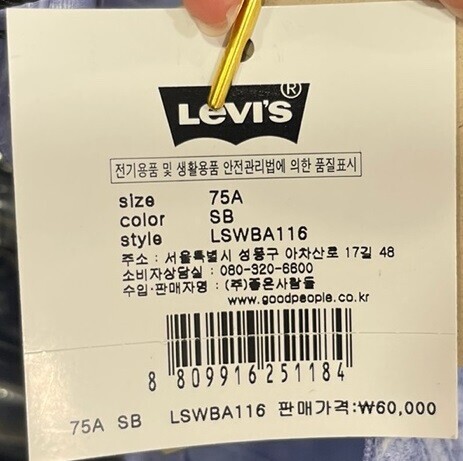 LEVI'S®
전기용품 및 생활용품 안전관리법에 의한 품질표시
size 75A
color SB
style LSWBA116
주소 : 서울특별시 성동구 아차산로 17길 48
소비자상담실 : 080-320-6600
수입·판매자명 : (주)좋은사람들
www.goodpeople.co.kr
8 809916 251184
75A SB LSWBA116 판매가격:₩60,000